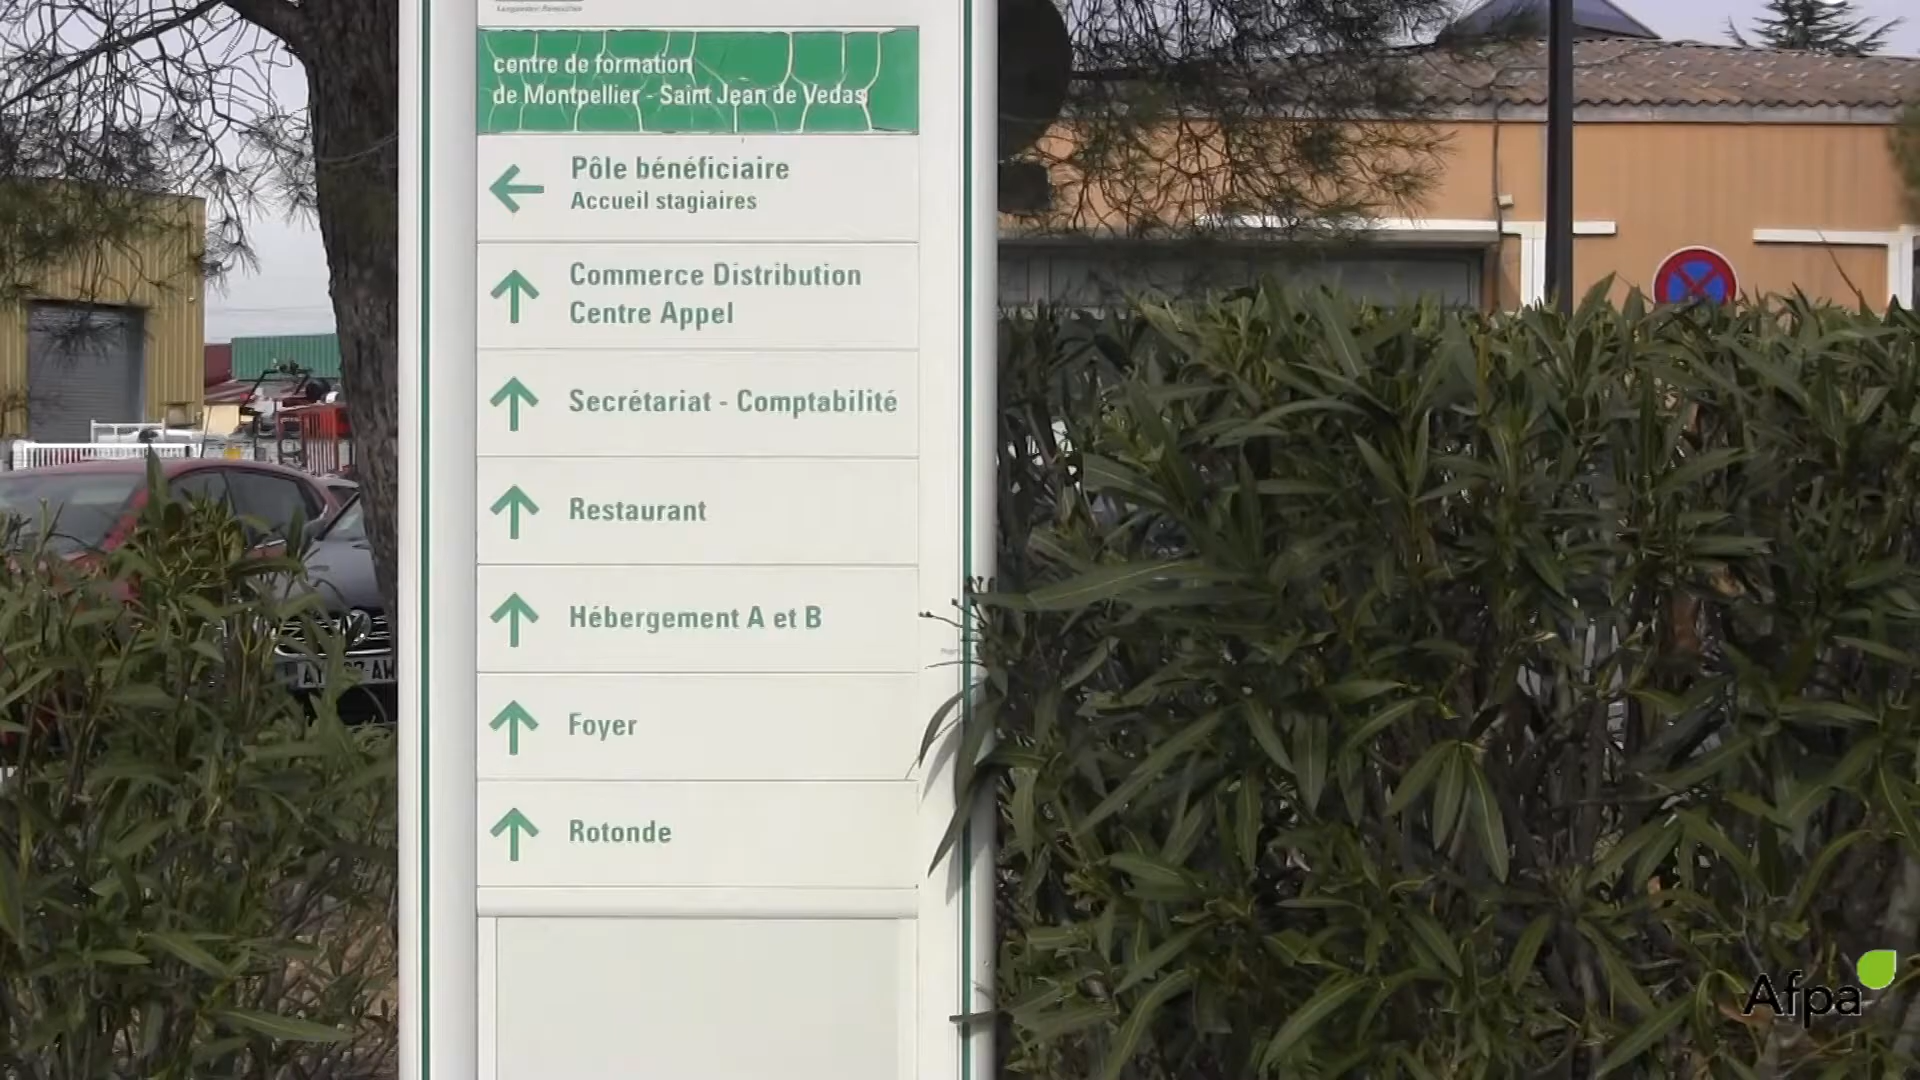 centre de formation
de Montpellier - Saint Jean de Vedas
Pôle bénéficiaire
Accueil stagiaires
Commerce Distribution
Centre Appel
Secrétariat - Comptabilité
Restaurant
Hébergement A et B
Foyer
Rotonde
Afpa